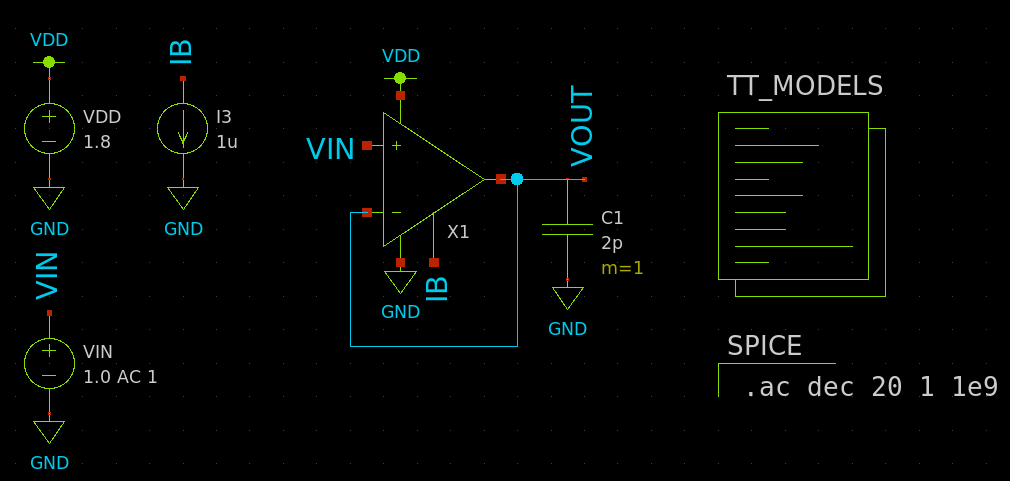 VDD
VDD
1.8
GND
IB
I3
1u
GND
VIN
VIN
1.0 AC 1
GND
VDD
VIN
+
−
X1
GND
IB
VOUT
C1
2p
m=1
GND
TT_MODELS
SPICE
.ac dec 20 1 1e9